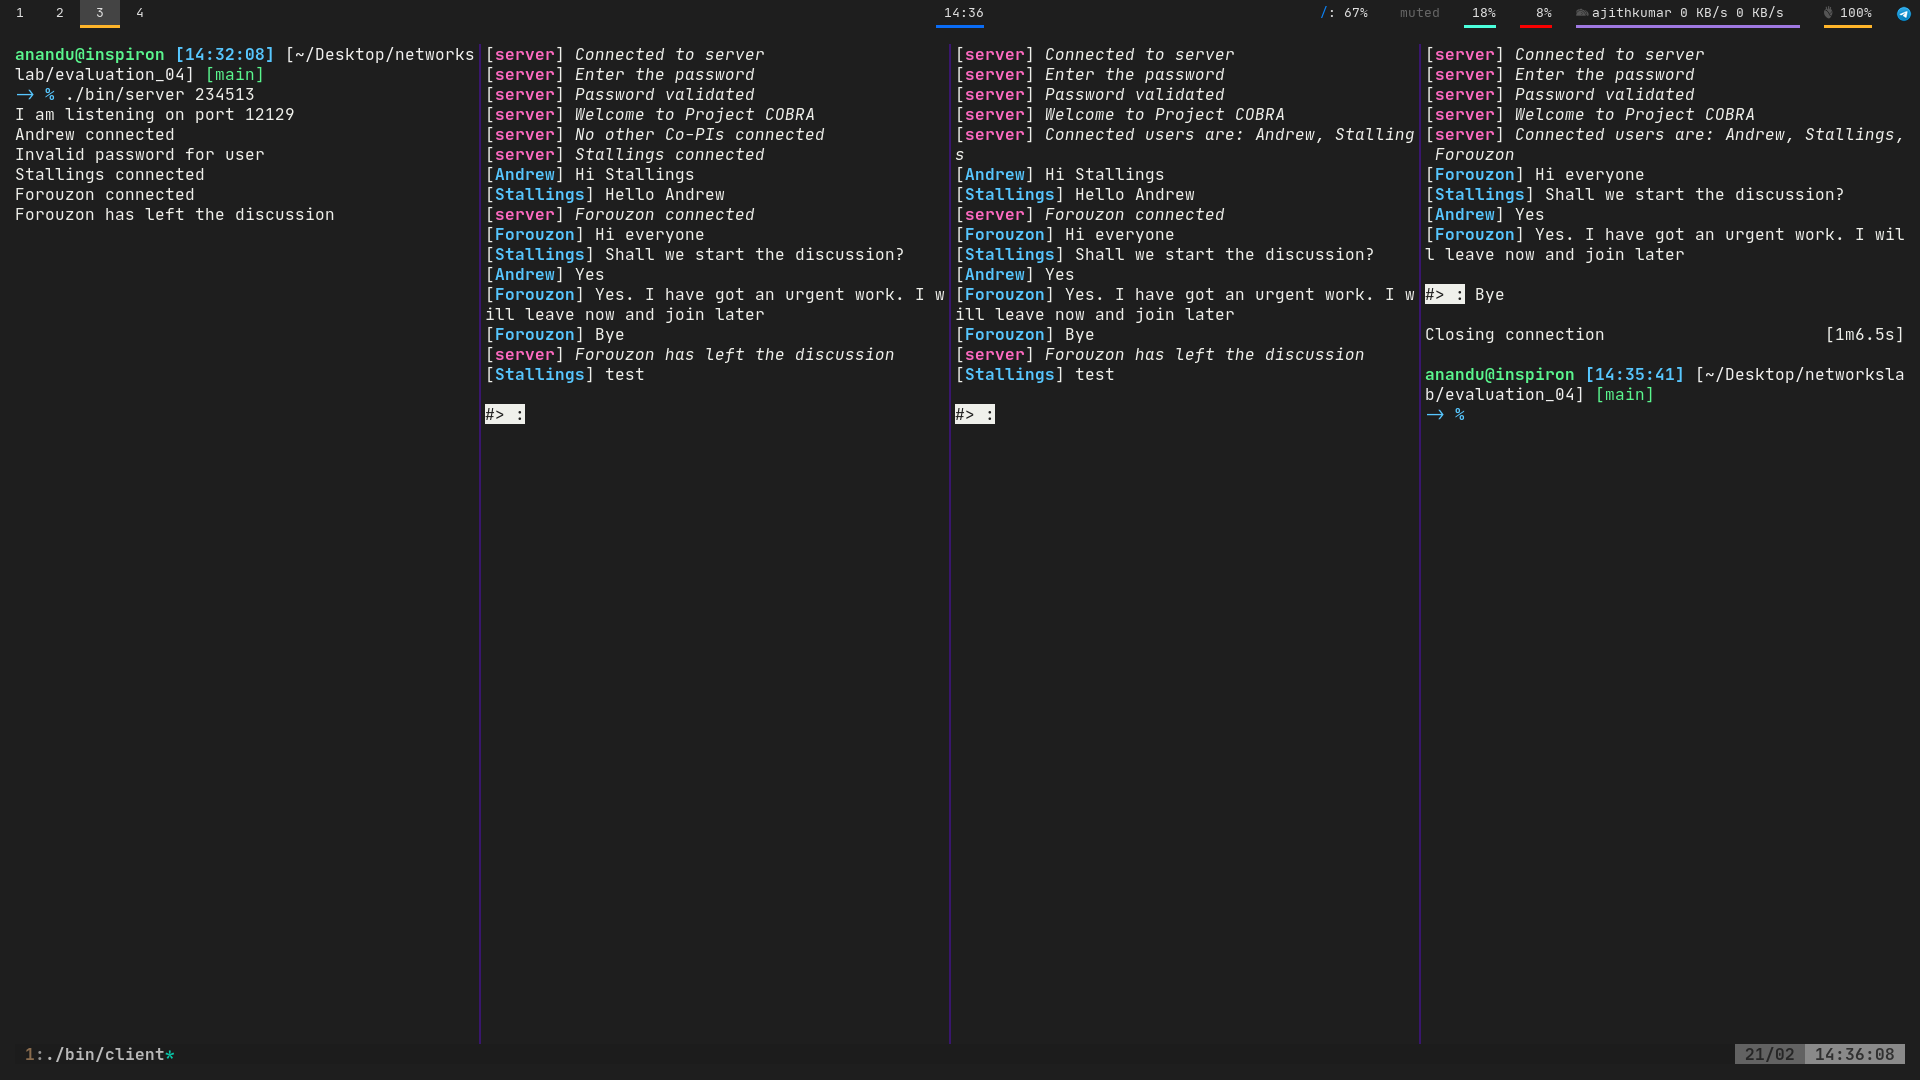 1 2 3 4 14:36 /: 67% muted 18% 8% ajithkumar 0 KB/s 0 KB/s 100%
anandu@inspiron [14:32:08] [~/Desktop/networks
lab/evaluation_04] [main]
→ % ./bin/server 234513
I am listening on port 12129
Andrew connected
Invalid password for user
Stallings connected
Forouzon connected
Forouzon has left the discussion
[server] Connected to server
[server] Enter the password
[server] Password validated
[server] Welcome to Project COBRA
[server] No other Co-PIs connected
[server] Stallings connected
[Andrew] Hi Stallings
[Stallings] Hello Andrew
[server] Forouzon connected
[Forouzon] Hi everyone
[Stallings] Shall we start the discussion?
[Andrew] Yes
[Forouzon] Yes. I have got an urgent work. I w
ill leave now and join later
[Forouzon] Bye
[server] Forouzon has left the discussion
[Stallings] test
#> :
[server] Connected to server
[server] Enter the password
[server] Password validated
[server] Welcome to Project COBRA
[server] Connected users are: Andrew, Stalling
s
[Andrew] Hi Stallings
[Stallings] Hello Andrew
[server] Forouzon connected
[Forouzon] Hi everyone
[Stallings] Shall we start the discussion?
[Andrew] Yes
[Forouzon] Yes. I have got an urgent work. I w
ill leave now and join later
[Forouzon] Bye
[server] Forouzon has left the discussion
[Stallings] test
#> :
[server] Connected to server
[server] Enter the password
[server] Password validated
[server] Welcome to Project COBRA
[server] Connected users are: Andrew, Stallings,
Forouzon
[Forouzon] Hi everyone
[Stallings] Shall we start the discussion?
[Andrew] Yes
[Forouzon] Yes. I have got an urgent work. I wil
l leave now and join later
#> : Bye
Closing connection [1m6.5s]
anandu@inspiron [14:35:41] [~/Desktop/networksla
b/evaluation_04] [main]
→ %
1:./bin/client* 21/02 14:36:08